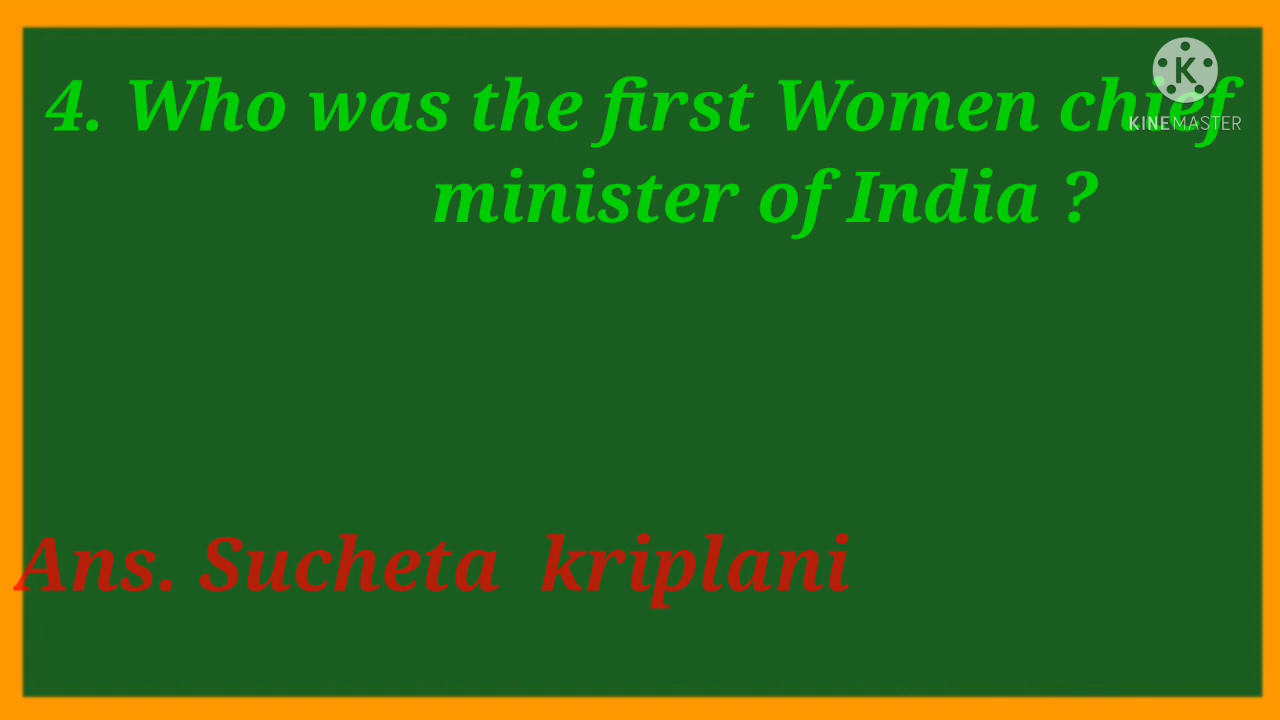 4. Who was the first Women chief
minister of India ?
KINEMASTER
Ans. Sucheta kriplani